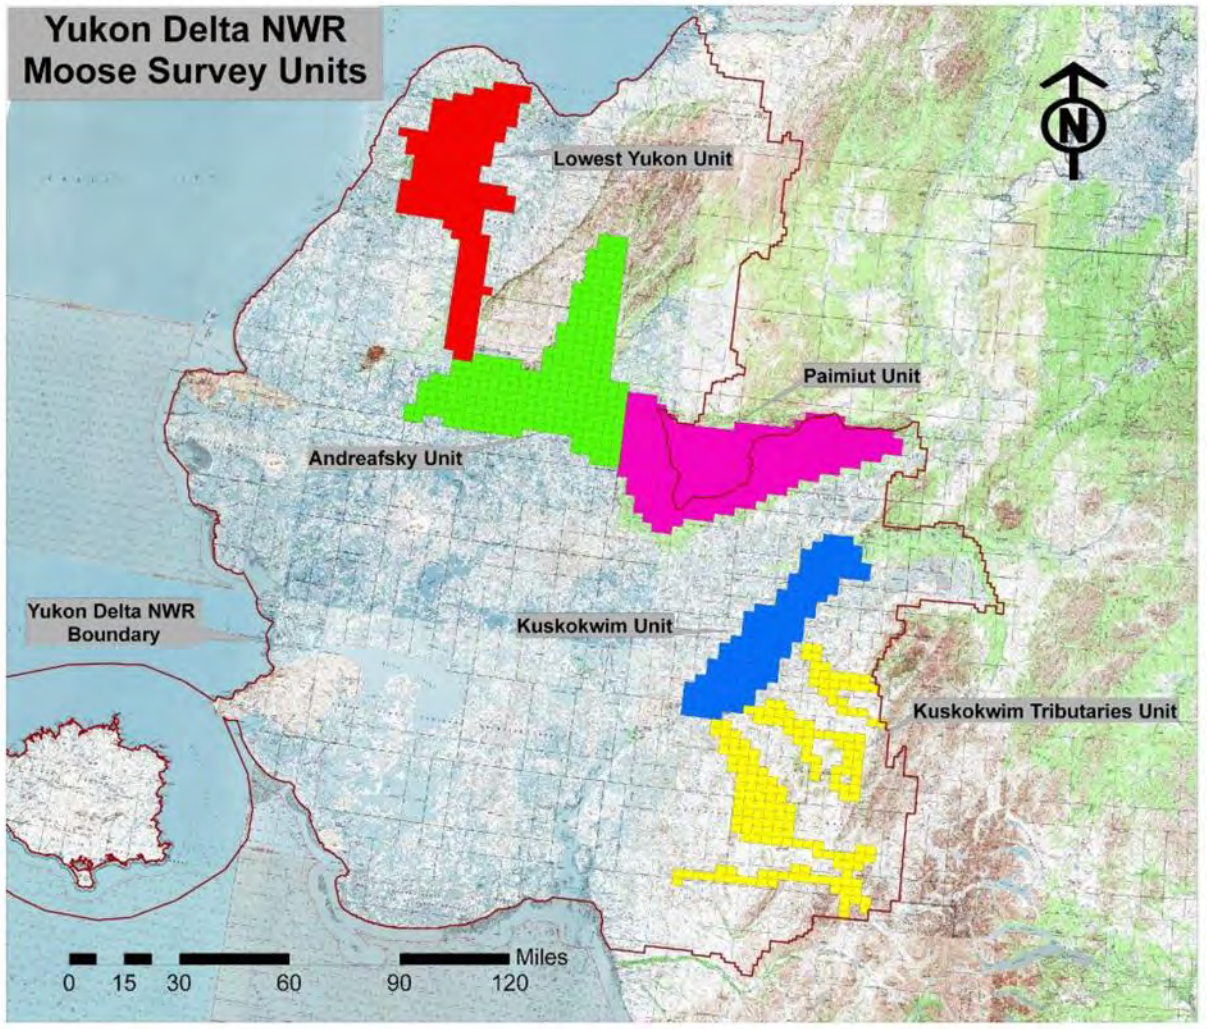 Yukon Delta NWR
Moose Survey Units
N
Lowest Yukon Unit
Paimiut Unit
Andreafsky Unit
Yukon Delta NWR
Boundary
Kuskokwim Unit
Kuskokwim Tributaries Unit
Miles
0 15 30 60 90 120